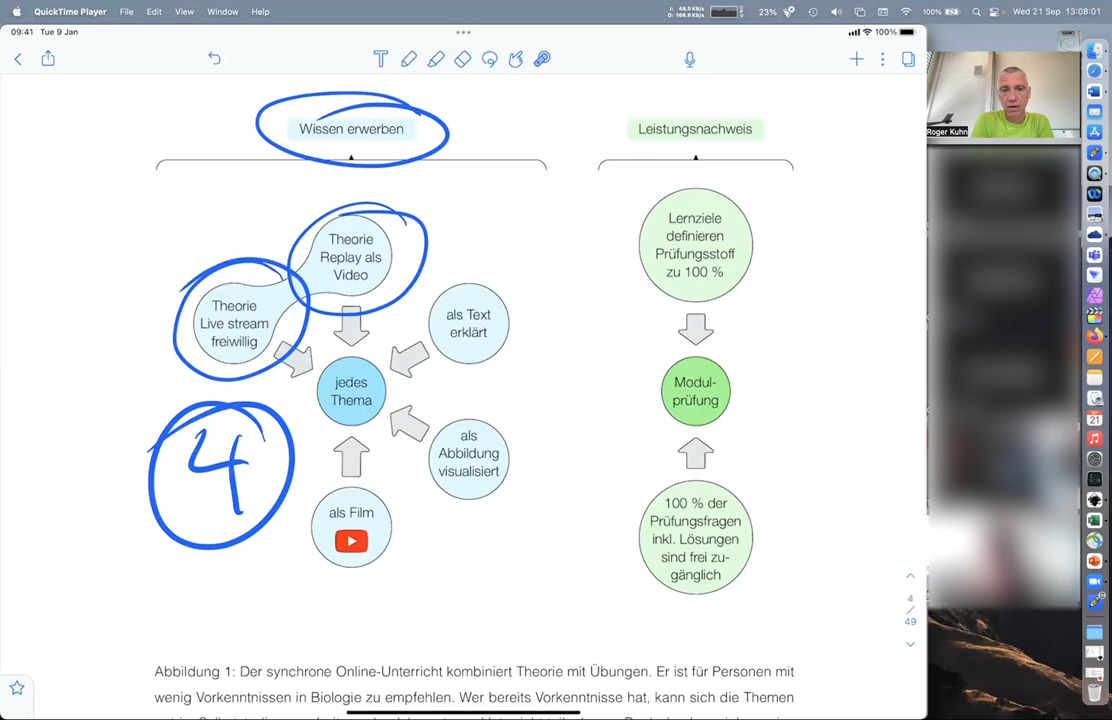 QuickTime Player File Edit View Window Help
23%
100%
Wed 21 Sep 13:08:01
09:41 Tue 9 Jan
100%
Wissen erwerben
Leistungsnachweis
Theorie
Replay als
Video
Theorie
Live stream
freiwillig
als Text
erklärt
jedes
Thema
als
Abbildung
visualisiert
als Film
4
Lernziele
definieren
Prüfungsstoff
zu 100 %
Modul-
prüfung
100 % der
Prüfungsfragen
inkl. Lösungen
sind frei zu-
gänglich
4
/
49
Abbildung 1: Der synchrone Online-Unterricht kombiniert Theorie mit Übungen. Er ist für Personen mit
wenig Vorkenntnissen in Biologie zu empfehlen. Wer bereits Vorkenntnisse hat, kann sich die Themen
Roger Kuhn
21